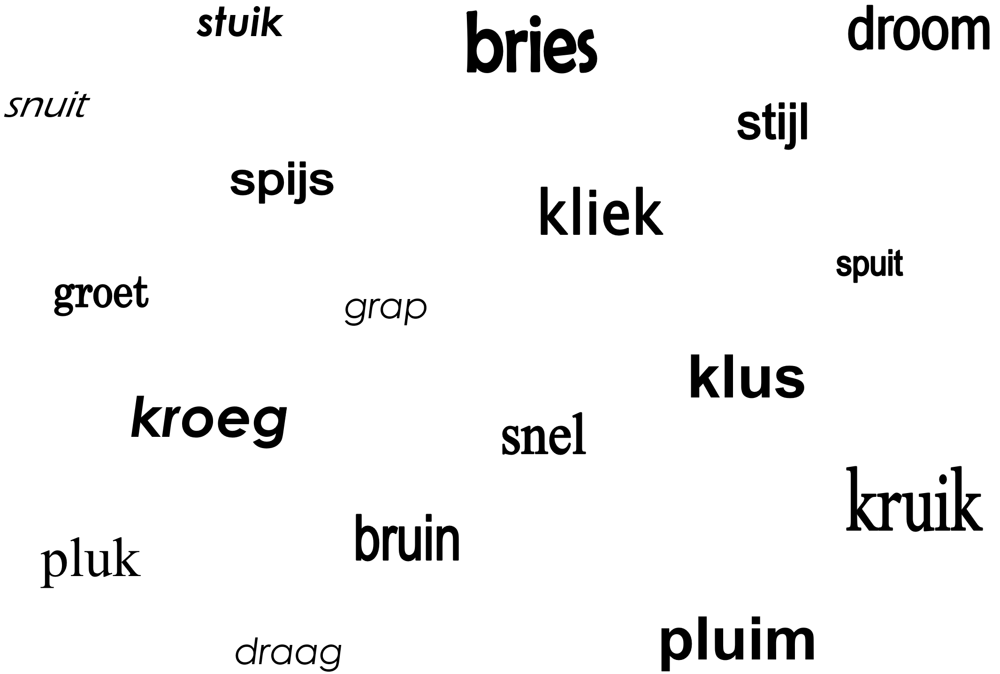 stuik
bries
droom
snuit
stijl
spijs
kliek
spuit
groet
grap
klus
kroeg
snel
kruik
bruin
pluk
pluim
draag